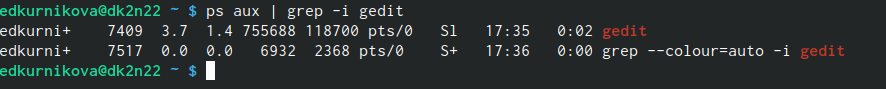 edkurnikova@dk2n22 ~ $ ps aux | grep -i gedit
edkurni+    7409  3.7  1.4 755688 118700 pts/0   Sl   17:35   0:02 gedit
edkurni+    7517  0.0  0.0   6932  2368 pts/0    S+   17:36   0:00 grep --colour=auto -i gedit
edkurnikova@dk2n22 ~ $